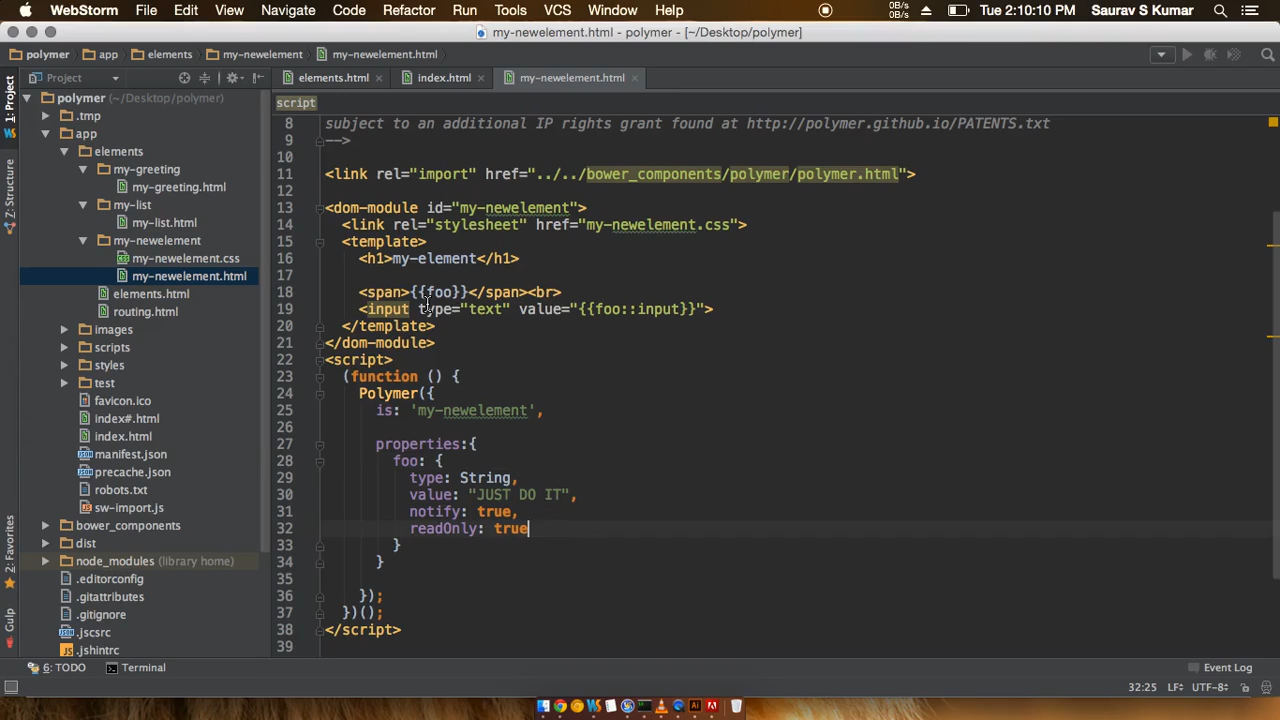 WebStorm File Edit View Navigate Code Refactor Run Tools VCS Window Help 0B/s 0B/s Tue 2:10:10 PM Saurav S Kumar
my-newelement.html - polymer - [~/Desktop/polymer]
polymer app elements my-newelement my-newelement.html
Project elements.html index.html my-newelement.html
1: Project
Z: Structure
2: Favorites
Gulp
polymer (~/Desktop/polymer)
.tmp
app
elements
my-greeting
my-greeting.html
my-list
my-list.html
my-newelement
my-newelement.css
my-newelement.html
elements.html
routing.html
images
scripts
styles
test
favicon.ico
index#.html
index.html
manifest.json
precache.json
robots.txt
sw-import.js
bower_components
dist
node_modules (library home)
.editorconfig
.gitattributes
.gitignore
.jscsrc
.jshintrc
script
8 subject to an additional IP rights grant found at http://polymer.github.io/PATENTS.txt
9 -->
10
11 <link rel="import" href="../../bower_components/polymer/polymer.html">
12
13 <dom-module id="my-newelement">
14 <link rel="stylesheet" href="my-newelement.css">
15 <template>
16 <h1>my-element</h1>
17
18 <span>{{foo}}</span><br>
19 <input type="text" value="{{foo::input}}">
20 </template>
21 </dom-module>
22 <script>
23 (function () {
24 Polymer({
25 is: 'my-newelement',
26
27 properties:{
28 foo: {
29 type: String,
30 value: "JUST DO IT",
31 notify: true,
32 readOnly: true
33 }
34 }
35
36 });
37 })();
38 </script>
39
6: TODO Terminal Event Log
32:25 LF÷ UTF-8÷